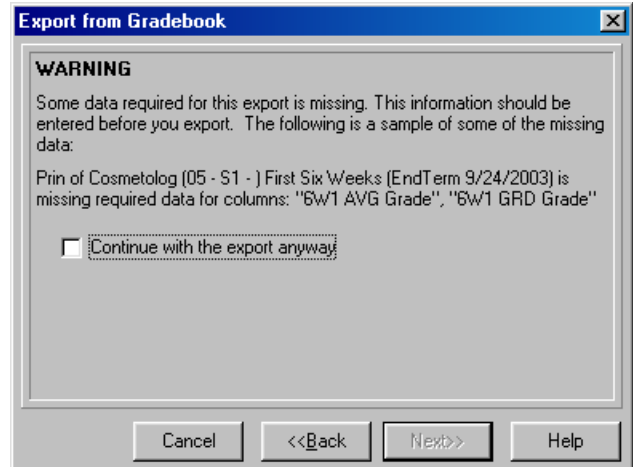 Export from Gradebook
WARNING
Some data required for this export is missing. This information should be
entered before you export.  The following is a sample of some of the missing
data:
Prin of Cosmetolog (05 - S1 - ) First Six Weeks (EndTerm 9/24/2003) is
missing required data for columns: "6W1 AVG Grade", "6W1 GRD Grade"
Continue with the export anyway
Cancel
<<Back
Next>>
Help